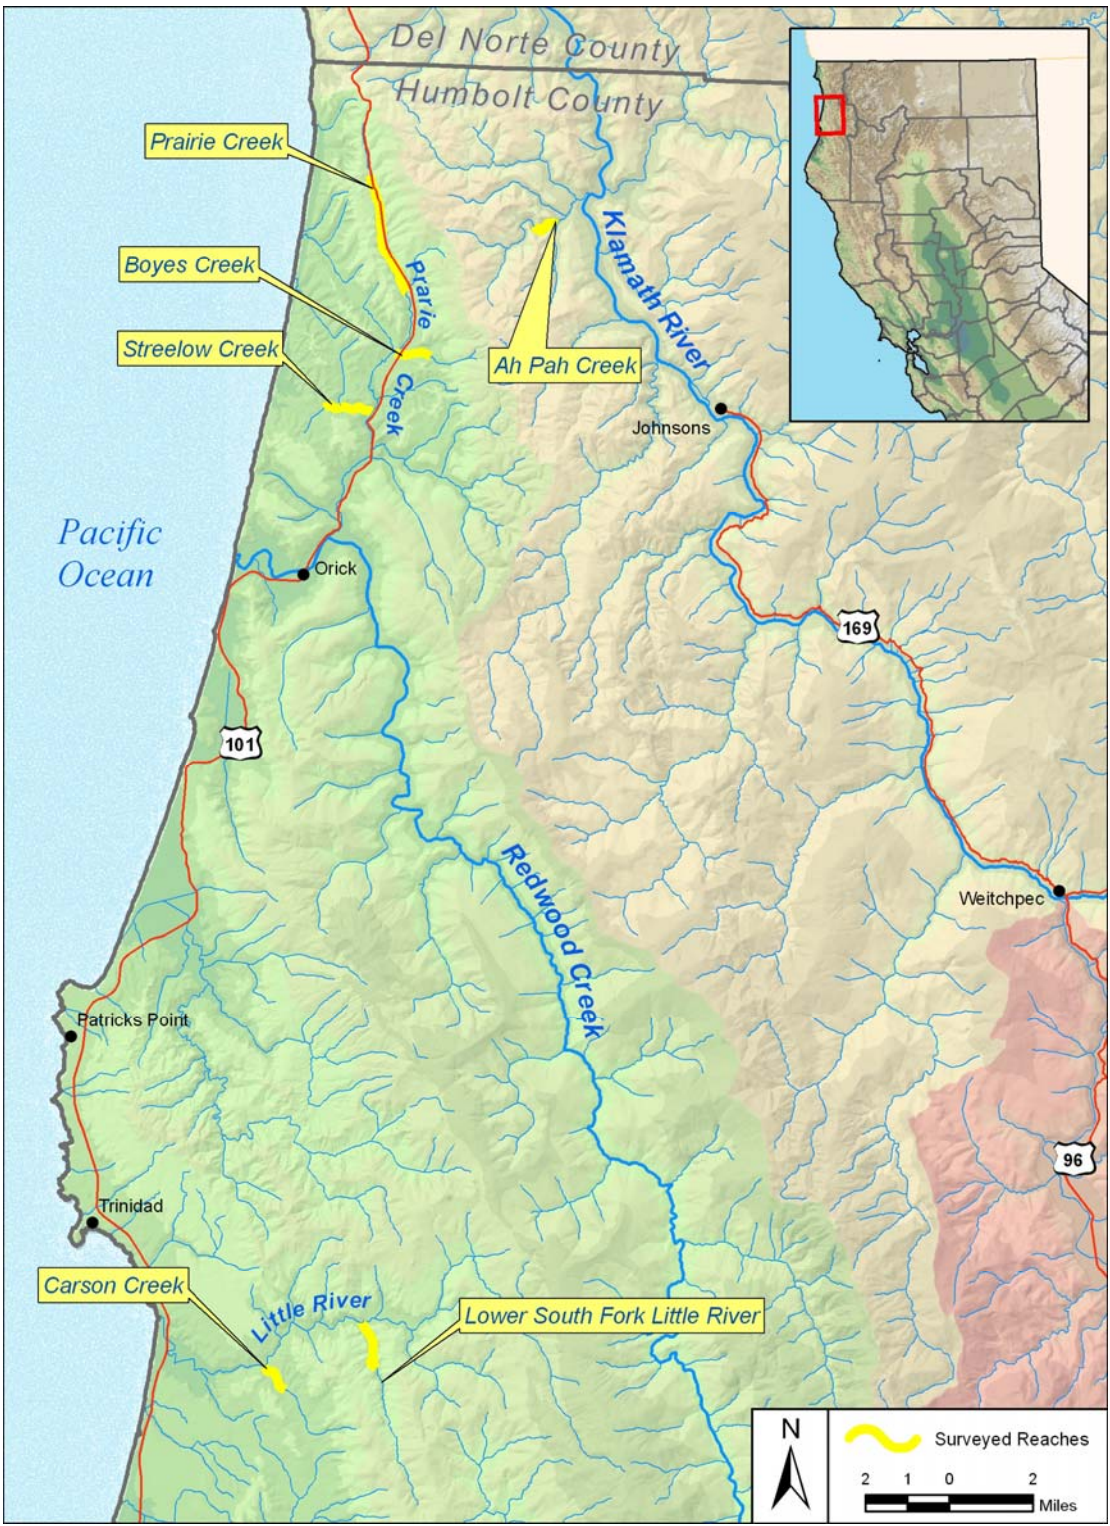 Del Norte County
Humbolt County
Prairie Creek
Boyes Creek
Streelow Creek
Prarie
Creek
Ah Pah Creek
Klamath River
Johnsons
Pacific
Ocean
Orick
169
101
Redwood Creek
Weitchpec
Patricks Point
96
Trinidad
Carson Creek
Little River
Lower South Fork Little River
N
Surveyed Reaches
2 1 0 2
Miles